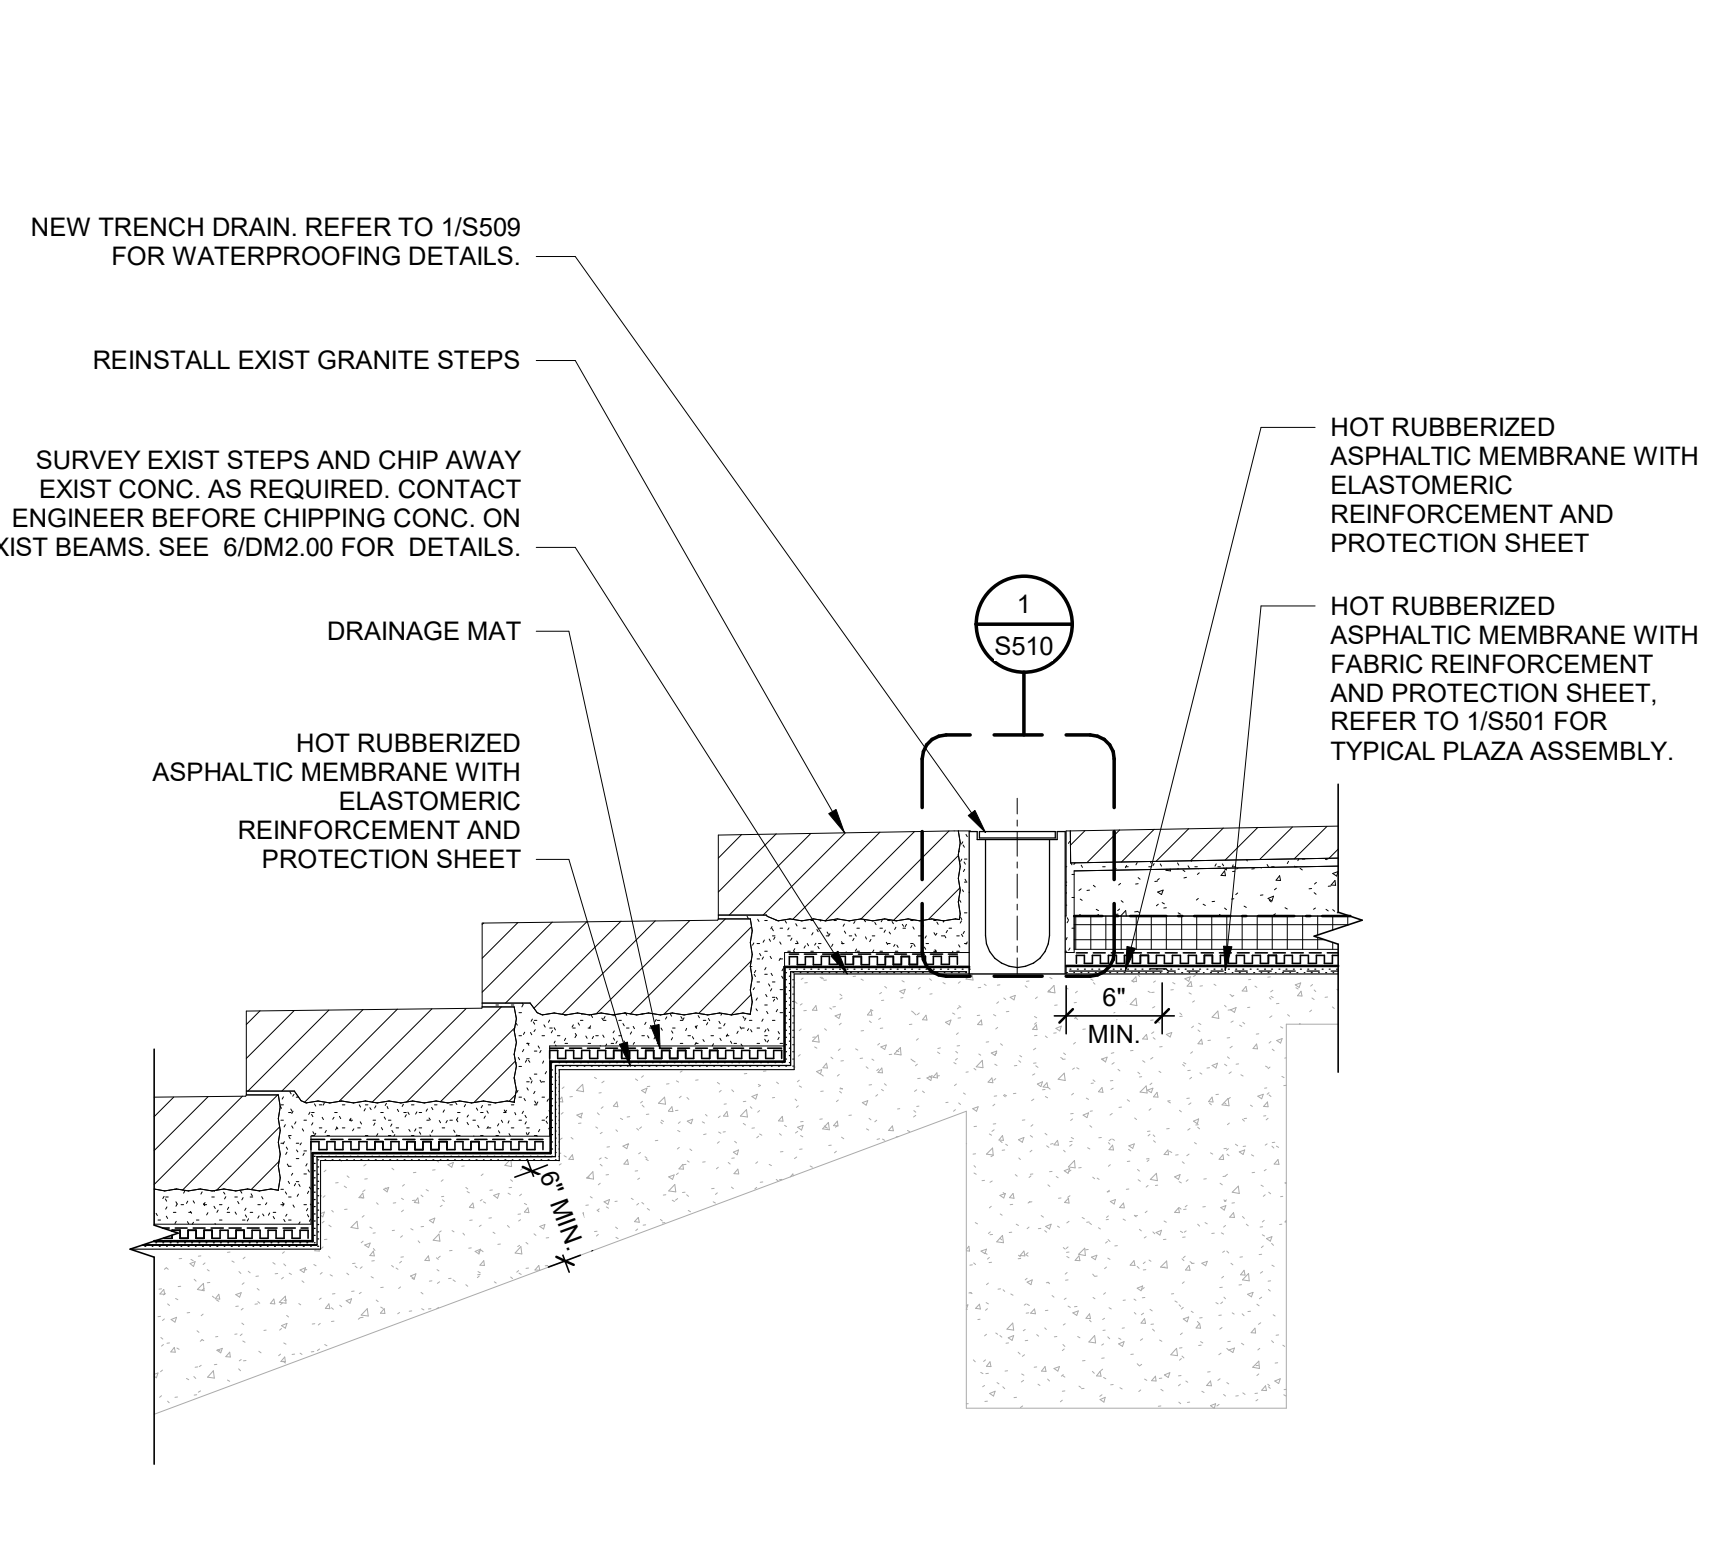 NEW TRENCH DRAIN. REFER TO 1/S509
FOR WATERPROOFING DETAILS.
REINSTALL EXIST GRANITE STEPS
SURVEY EXIST STEPS AND CHIP AWAY
EXIST CONC. AS REQUIRED. CONTACT
ENGINEER BEFORE CHIPPING CONC. ON
XIST BEAMS. SEE 6/DM2.00 FOR DETAILS.
DRAINAGE MAT
HOT RUBBERIZED
ASPHALTIC MEMBRANE WITH
ELASTOMERIC
REINFORCEMENT AND
PROTECTION SHEET
1
S510
HOT RUBBERIZED
ASPHALTIC MEMBRANE WITH
ELASTOMERIC
REINFORCEMENT AND
PROTECTION SHEET
HOT RUBBERIZED
ASPHALTIC MEMBRANE WITH
FABRIC REINFORCEMENT
AND PROTECTION SHEET,
REFER TO 1/S501 FOR
TYPICAL PLAZA ASSEMBLY.
6"
MIN.
6" MIN.